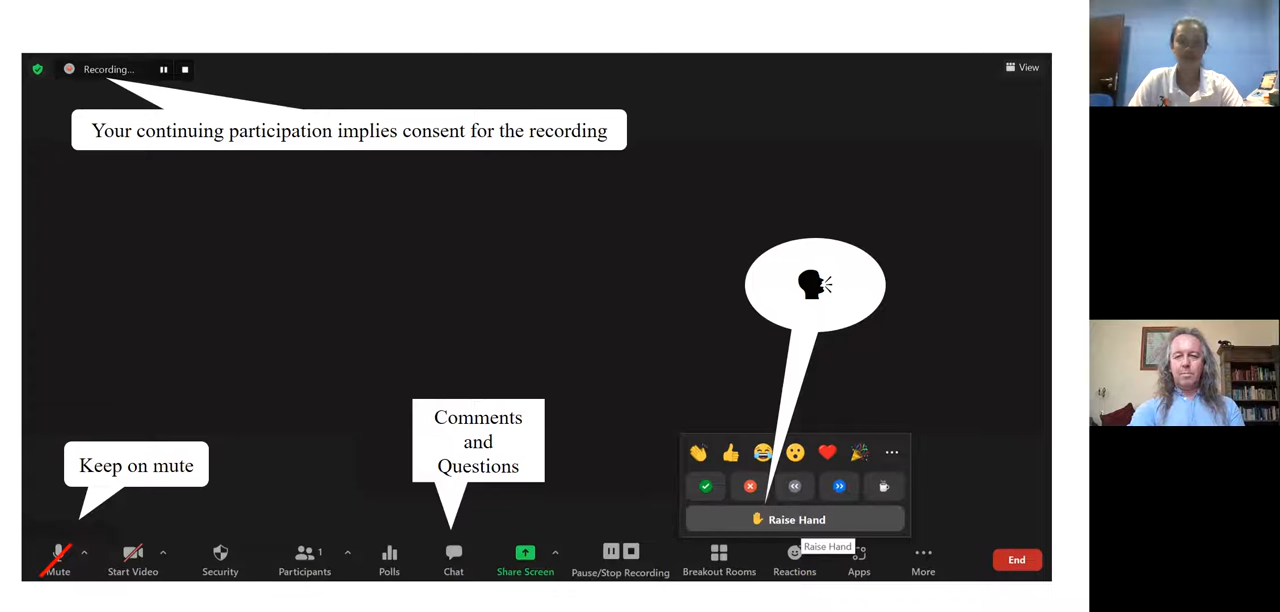 Recording...
View
Your continuing participation implies consent for the recording
Comments
and
Questions
Keep on mute
Raise Hand
Raise Hand
1
Mute
Start Video
Security
Participants
Polls
Chat
Share Screen
Pause/Stop Recording
Breakout Rooms
Reactions
Apps
More
End